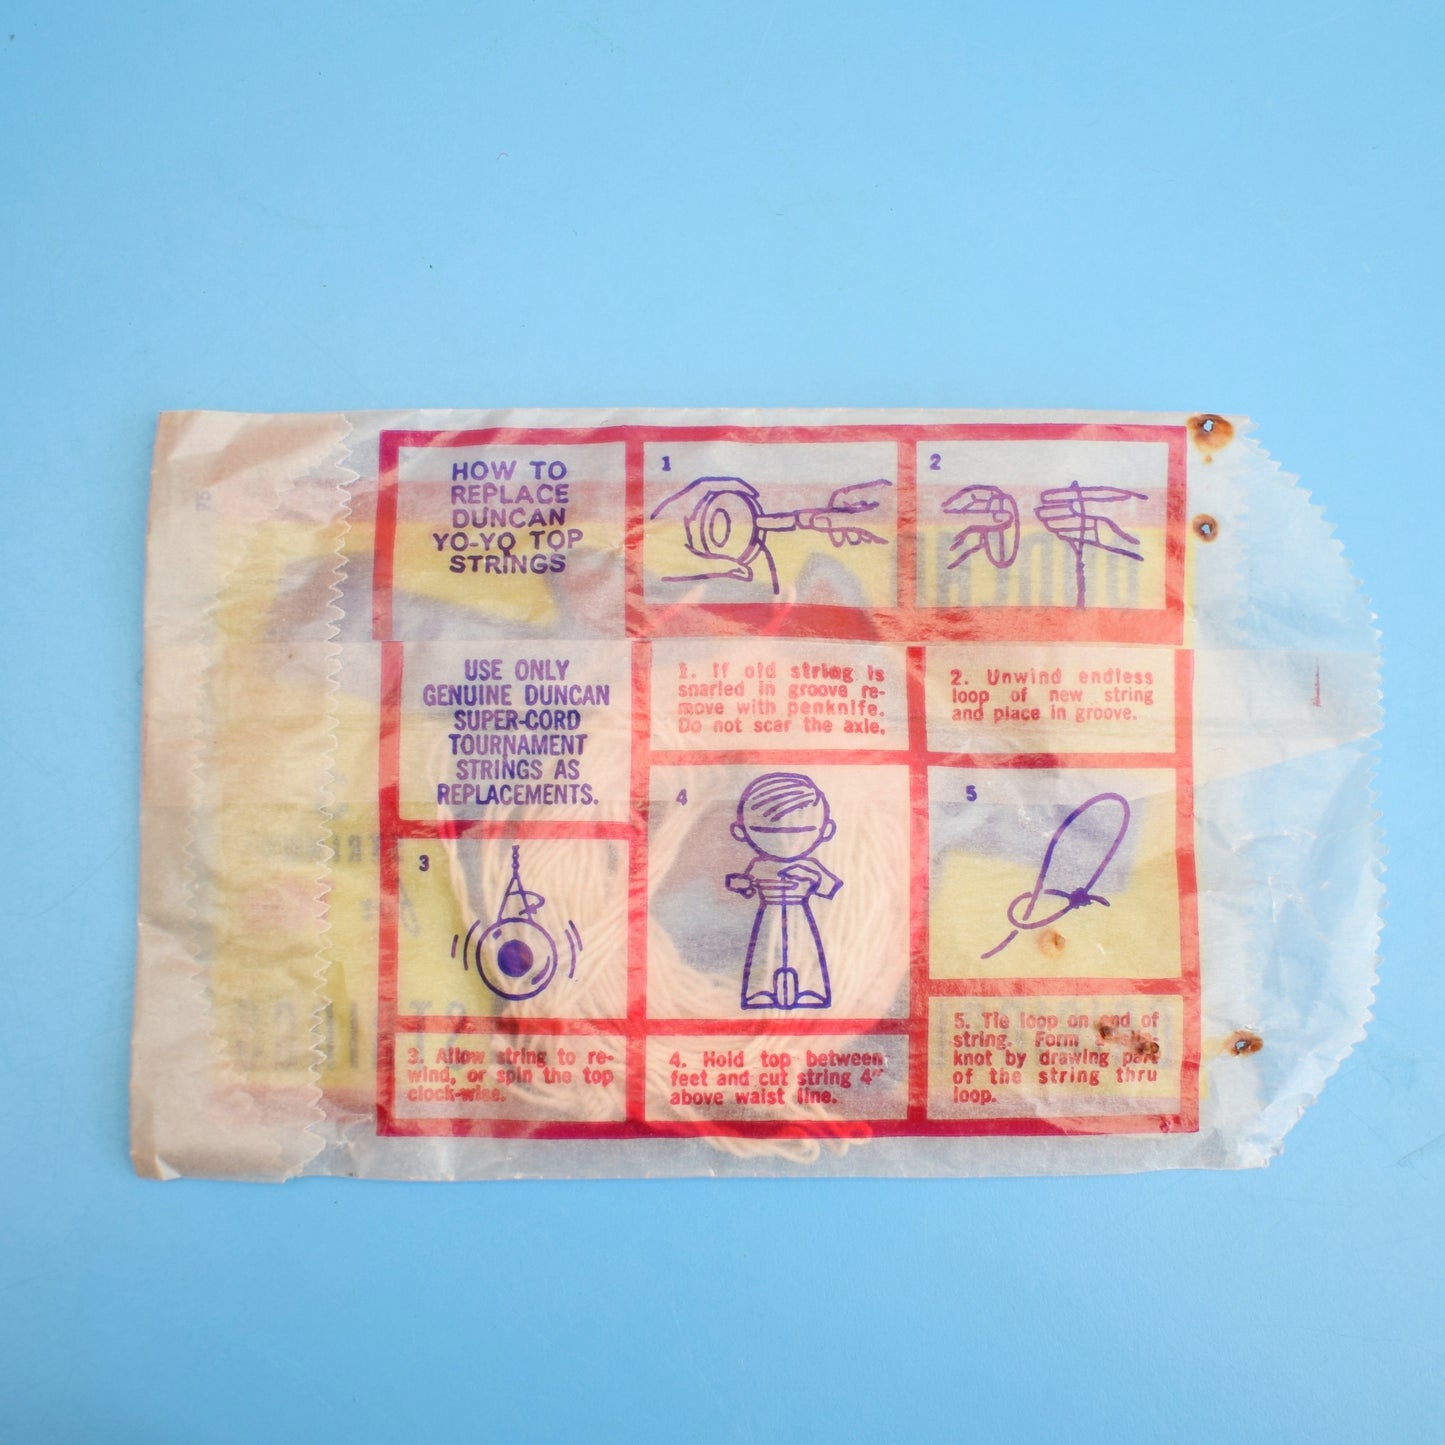 HOW TO
REPLACE
DUNCAN
YO-YO TOP
STRINGS
1
2
USE ONLY
GENUINE DUNCAN
SUPER-CORD
TOURNAMENT
STRINGS AS
REPLACEMENTS.
1. If old string is
snarled in groove re-
move with penknife.
Do not scar the axle.
2. Unwind endless
loop of new string
and place in groove.
3
4
5
3. Allow string to re-
wind, or spin the top
clock-wise.
4. Hold top between
feet and cut string 4"
above waist line.
5. Tie loop on end of
string. Form a slip
knot by drawing part
of the string thru
loop.